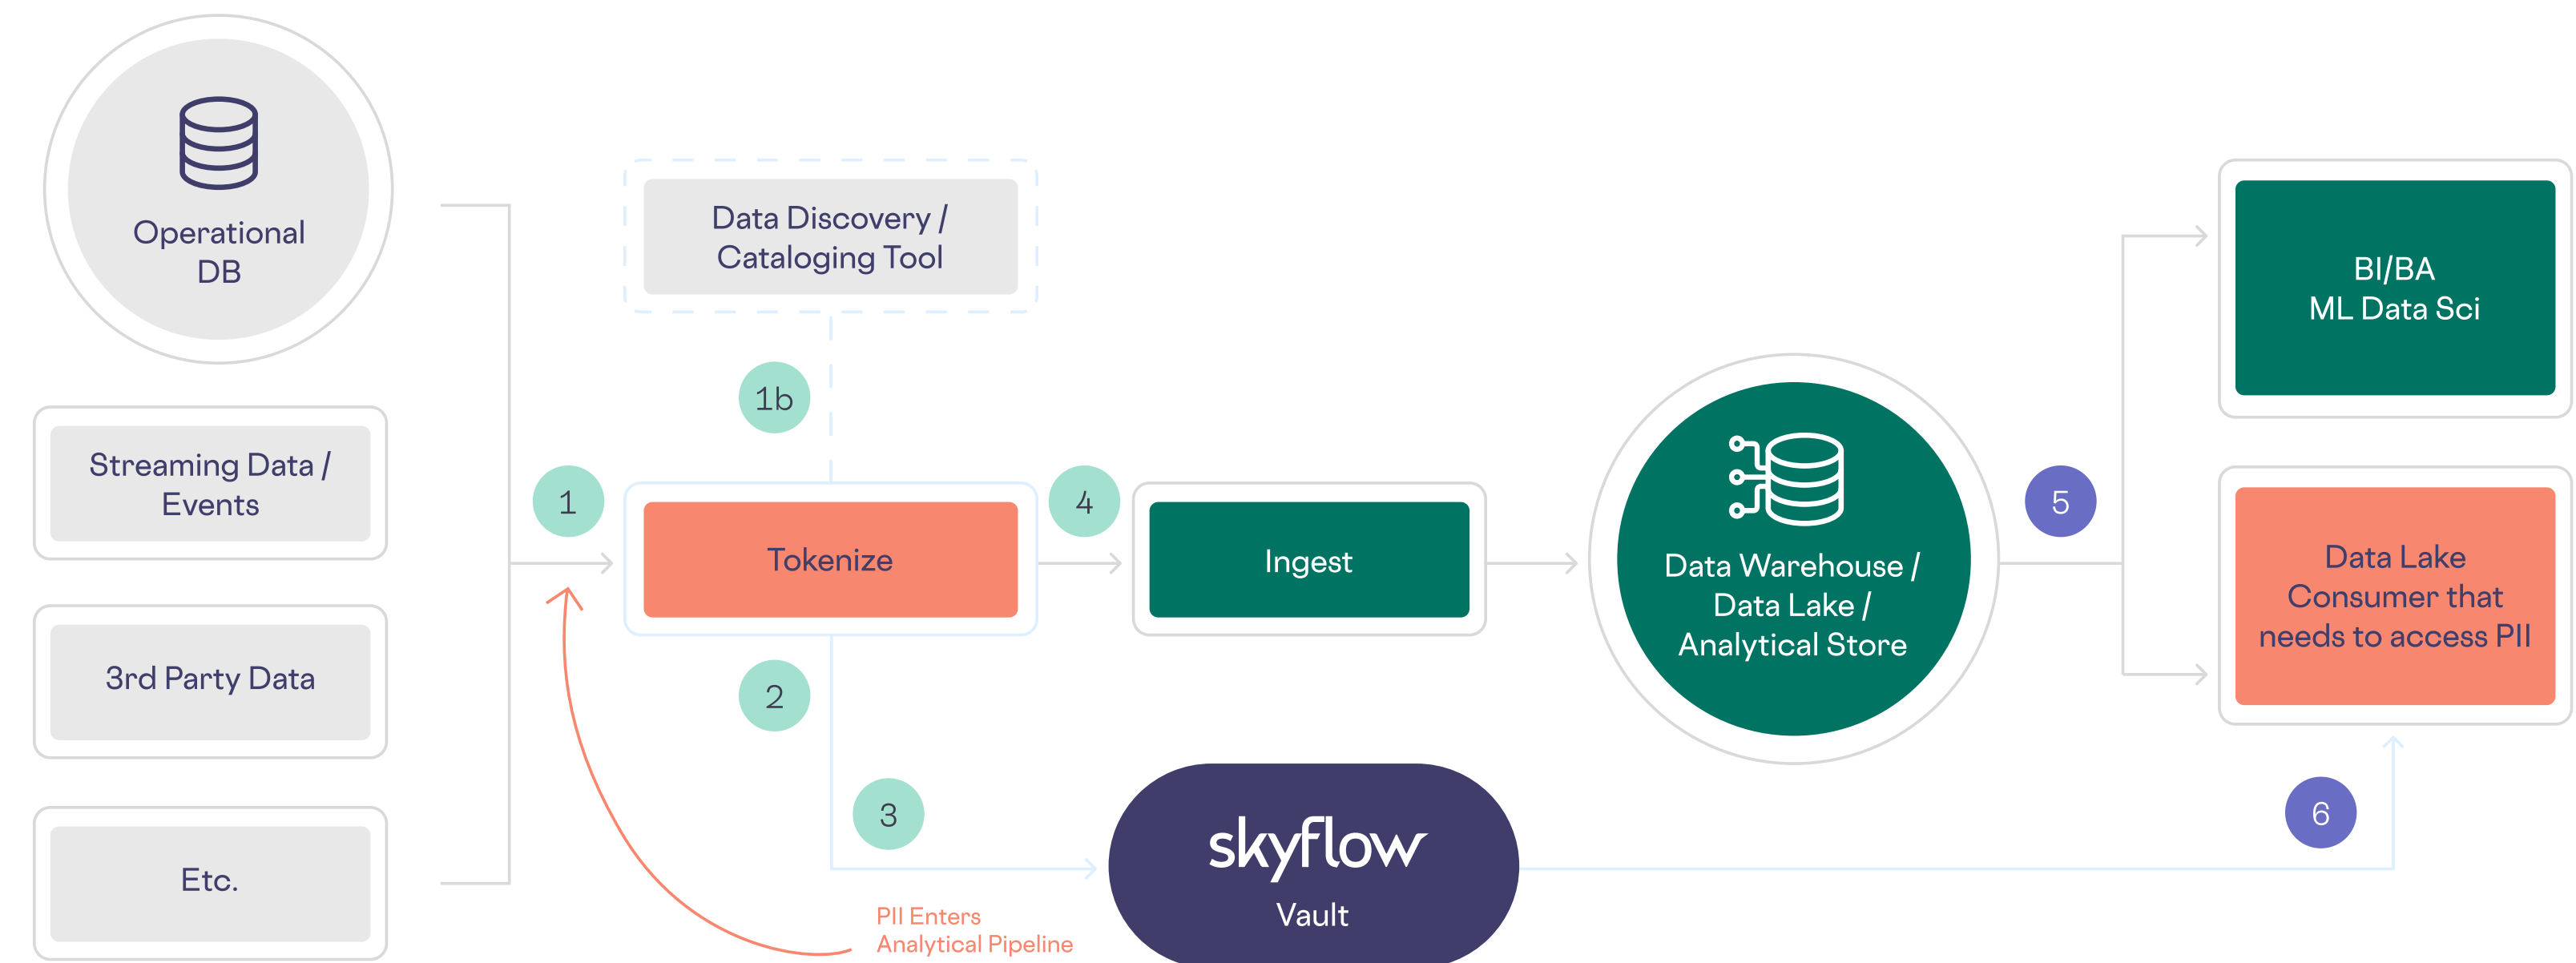 Operational
DB
Streaming Data /
Events
3rd Party Data
Etc.
Data Discovery /
Cataloging Tool
1b
1
Tokenize
4
Ingest
2
3
PII Enters
Analytical Pipeline
skyflow
Vault
Data Warehouse /
Data Lake /
Analytical Store
5
BI/BA
ML Data Sci
Data Lake
Consumer that
needs to access PII
6